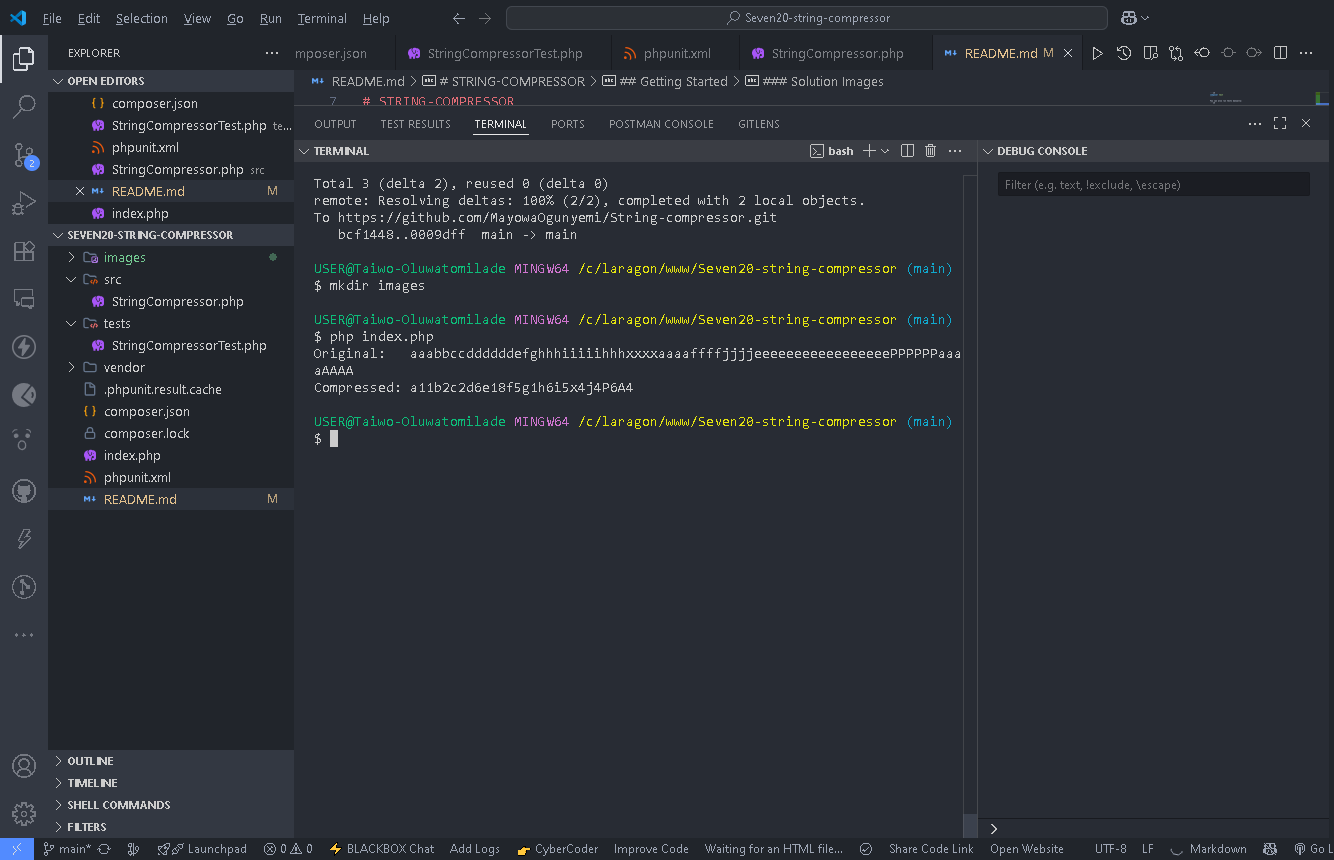 File Edit Selection View Go Run Terminal Help
Seven20-string-compressor
EXPLORER
mposer.json StringCompressorTest.php phpunit.xml StringCompressor.php README.md M
OPEN EDITORS
composer.json
StringCompressorTest.php te...
phpunit.xml
StringCompressor.php src
README.md M
index.php
SEVEN20-STRING-COMPRESSOR
images
src
StringCompressor.php
tests
StringCompressorTest.php
vendor
.phpunit.result.cache
composer.json
composer.lock
index.php
phpunit.xml
README.md M
OUTLINE
TIMELINE
SHELL COMMANDS
FILTERS
2
README.md > # STRING-COMPRESSOR > ## Getting Started > ### Solution Images
7 # STRING-COMPRESSOR
OUTPUT TEST RESULTS TERMINAL PORTS POSTMAN CONSOLE GITLENS
TERMINAL bash
Total 3 (delta 2), reused 0 (delta 0)
remote: Resolving deltas: 100% (2/2), completed with 2 local objects.
To https://github.com/MayowaOgunyemi/String-compressor.git
bcf1448..0009dff main -> main
USER@Taiwo-Oluwatomilade MINGW64 /c/laragon/www/Seven20-string-compressor (main)
$ mkdir images
USER@Taiwo-Oluwatomilade MINGW64 /c/laragon/www/Seven20-string-compressor (main)
$ php index.php
Original: aaabbccddddddefghhhiiiiihhhxxxxaaaaffffjjjjeeeeeeeeeeeeeeeeePPPPPPaaa
aAAAA
Compressed: a11b2c2d6e18f5g1h6i5x4j4P6A4
USER@Taiwo-Oluwatomilade MINGW64 /c/laragon/www/Seven20-string-compressor (main)
$
DEBUG CONSOLE
Filter (e.g. text, !exclude, \escape)
main* Launchpad 0 0 BLACKBOX Chat Add Logs CyberCoder Improve Code Waiting for an HTML file... Share Code Link Open Website UTF-8 LF Markdown Go L